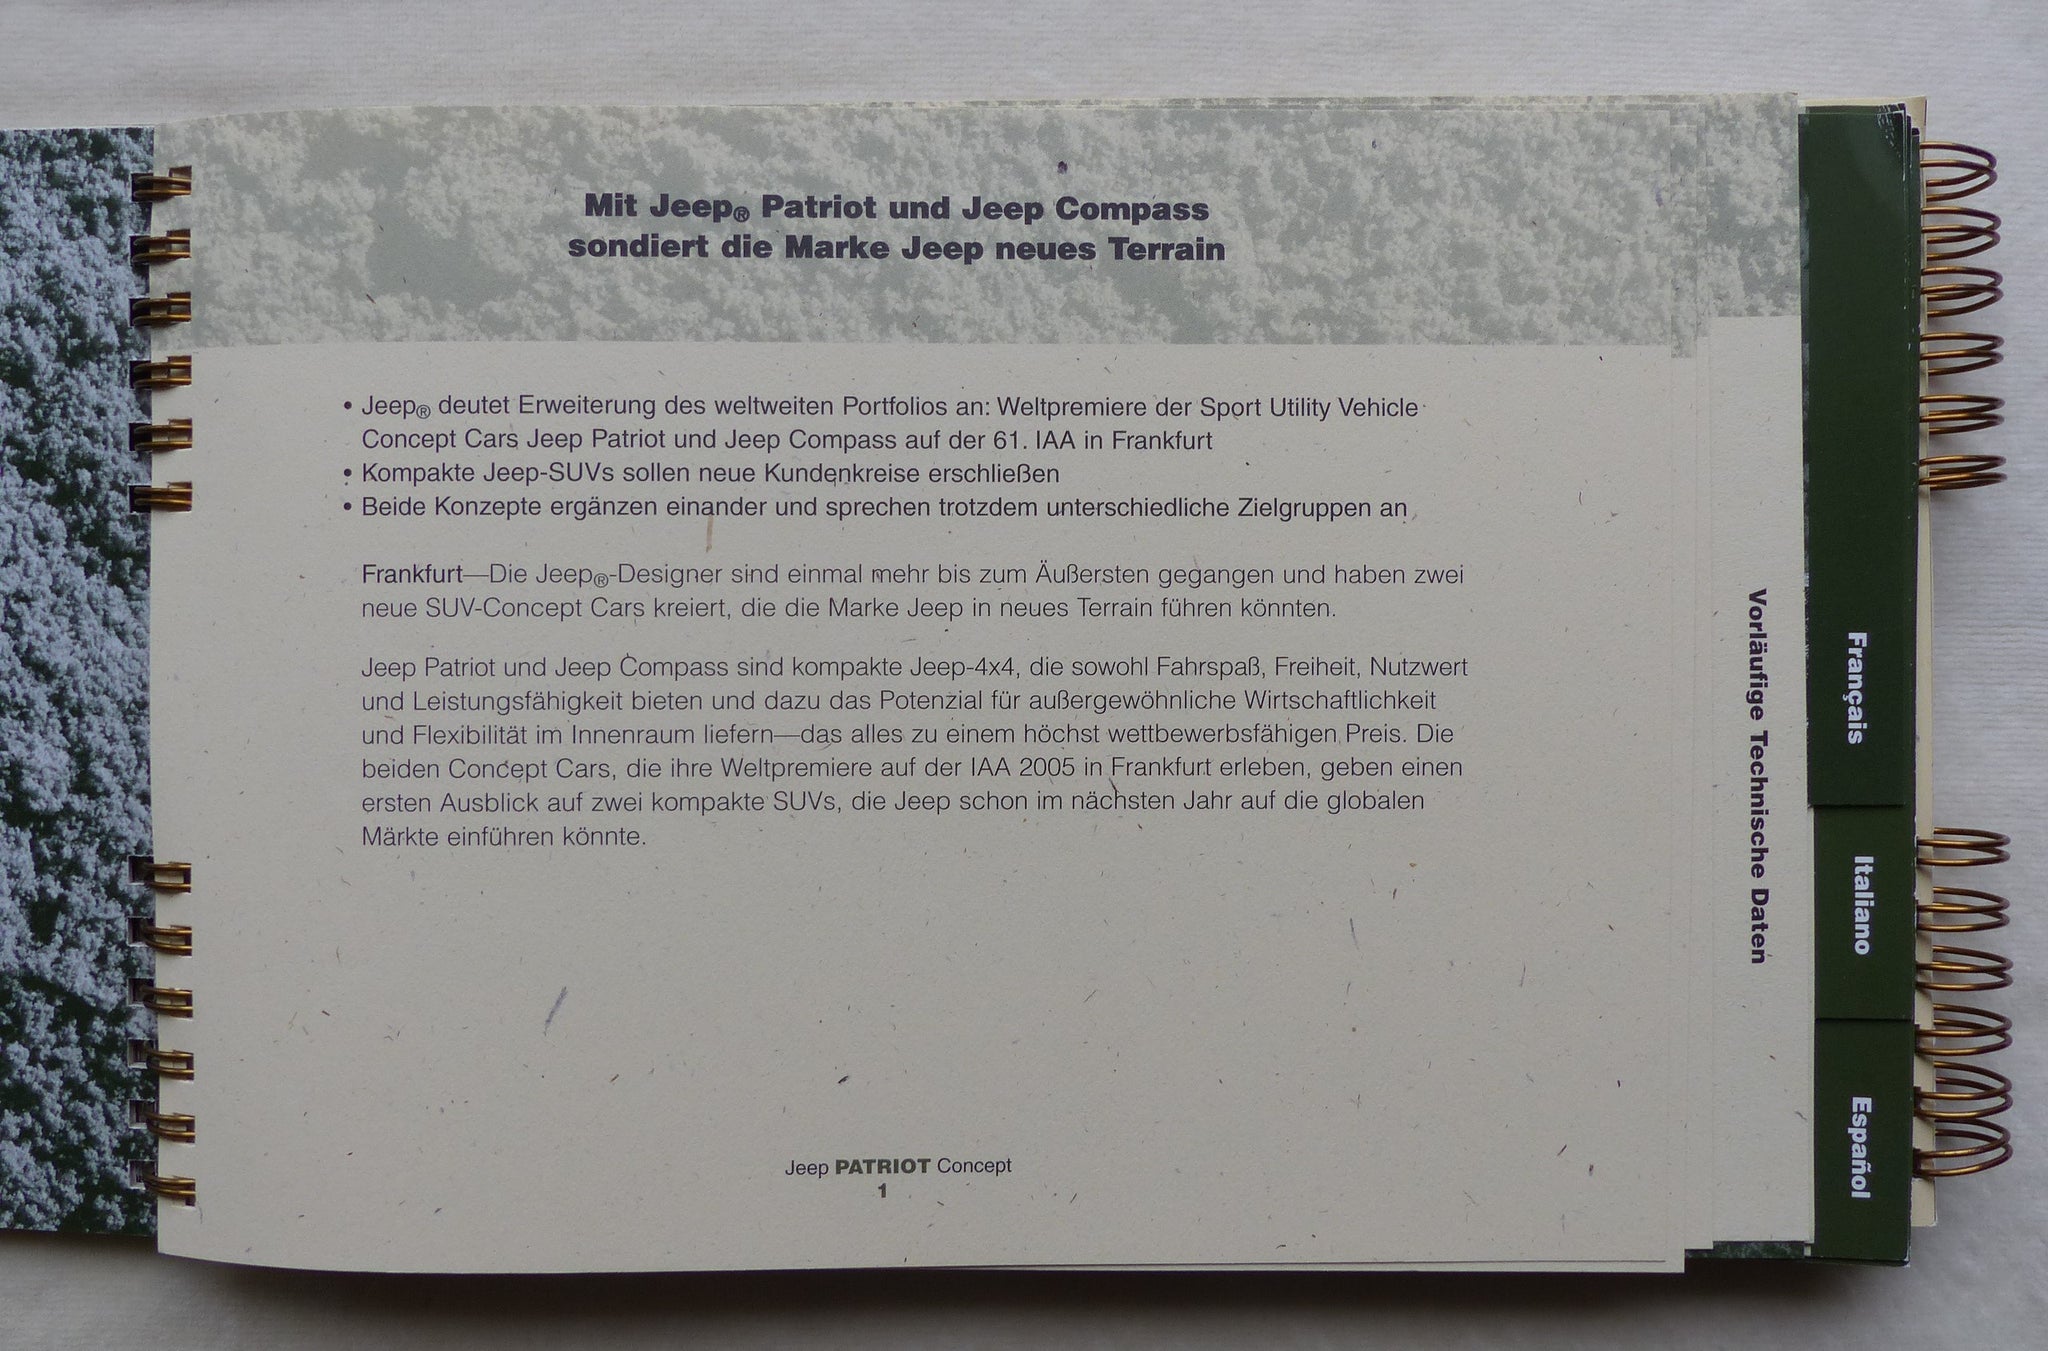 Mit Jeep® Patriot und Jeep Compass
sondiert die Marke Jeep neues Terrain
• Jeep® deutet Erweiterung des weltweiten Portfolios an: Weltpremiere der Sport Utility Vehicle
Concept Cars Jeep Patriot und Jeep Compass auf der 61. IAA in Frankfurt
• Kompakte Jeep-SUVs sollen neue Kundenkreise erschließen
• Beide Konzepte ergänzen einander und sprechen trotzdem unterschiedliche Zielgruppen an
Frankfurt—Die Jeep®-Designer sind einmal mehr bis zum Äußersten gegangen und haben zwei
neue SUV-Concept Cars kreiert, die die Marke Jeep in neues Terrain führen könnten.
Jeep Patriot und Jeep Compass sind kompakte Jeep-4x4, die sowohl Fahrspaß, Freiheit, Nutzwert
und Leistungsfähigkeit bieten und dazu das Potenzial für außergewöhnliche Wirtschaftlichkeit
und Flexibilität im Innenraum liefern—das alles zu einem höchst wettbewerbsfähigen Preis. Die
beiden Concept Cars, die ihre Weltpremiere auf der IAA 2005 in Frankfurt erleben, geben einen
ersten Ausblick auf zwei kompakte SUVs, die Jeep schon im nächsten Jahr auf die globalen
Märkte einführen könnte.
Jeep PATRIOT Concept
1
Vorläufige Technische Daten
Français
Italiano
Español